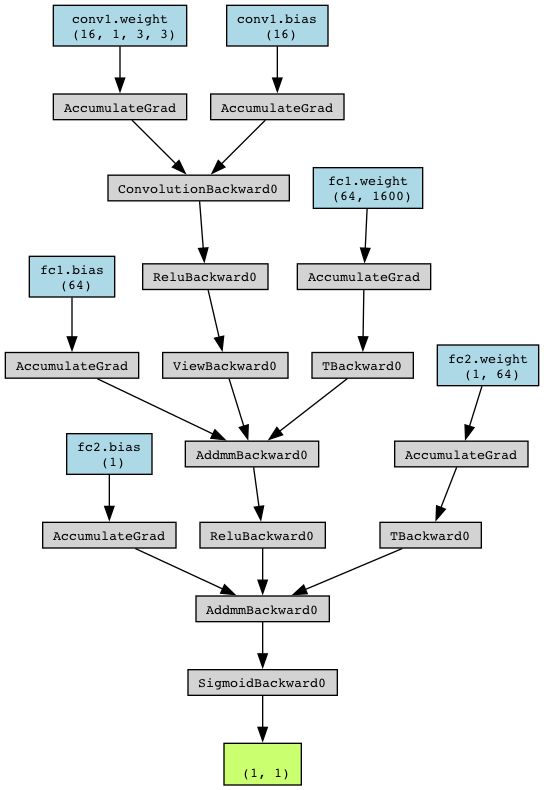 conv1.weight
(16, 1, 3, 3)
conv1.bias
(16)
AccumulateGrad
AccumulateGrad
ConvolutionBackward0
fc1.weight
(64, 1600)
fc1.bias
(64)
ReluBackward0
AccumulateGrad
AccumulateGrad
ViewBackward0
TBackward0
fc2.weight
(1, 64)
fc2.bias
(1)
AddmmBackward0
AccumulateGrad
AccumulateGrad
ReluBackward0
TBackward0
AddmmBackward0
SigmoidBackward0
(1, 1)